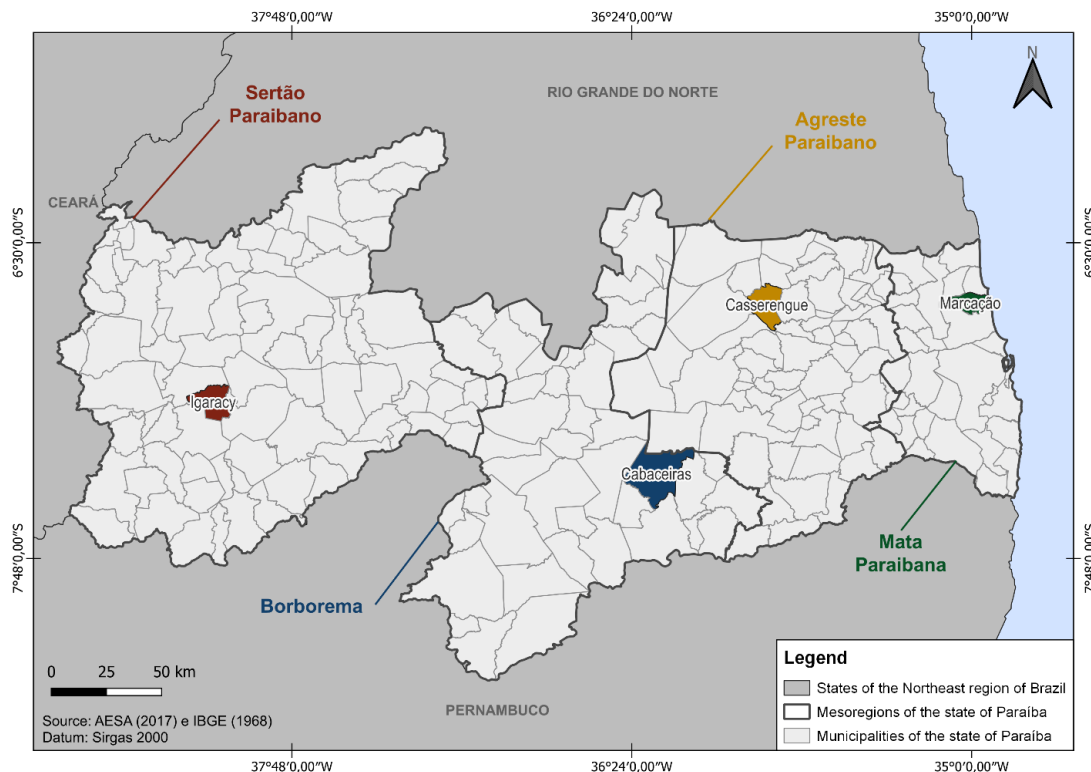 37°48'0,00"W
36°24'0,00"W
35°0'0,00"W
N
Sertão
Paraibano
RIO GRANDE DO NORTE
Agreste
Paraibano
CEARÁ
6°30'0,00"S
6°30'0,00"S
Casserengue
Marcação
Igaracy
Cabaceiras
Mata
Paraibana
7°48'0,00"S
7°48'0,00"S
Borborema
0 25 50 km
Legend
States of the Northeast region of Brazil
Mesoregions of the state of Paraíba
Municipalities of the state of Paraíba
PERNAMBUCO
Source: AESA (2017) e IBGE (1968)
Datum: Sirgas 2000
37°48'0,00"W
36°24'0,00"W
35°0'0,00"W